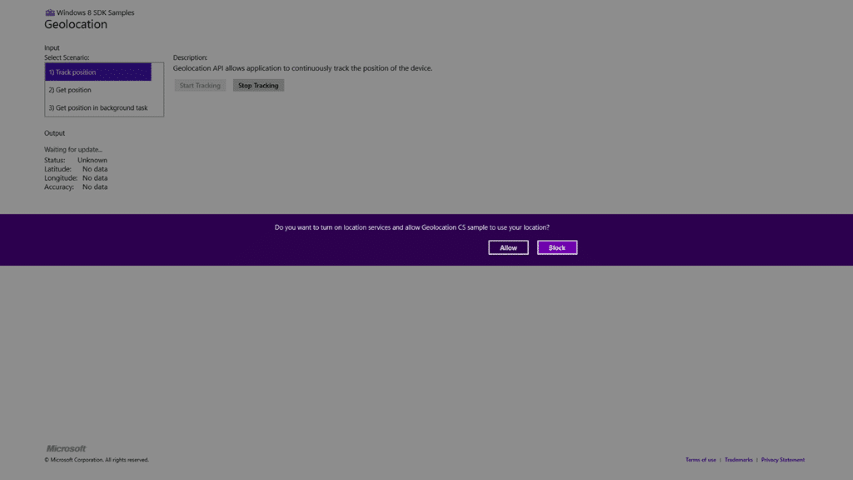 Windows 8 SDK Samples
Geolocation
Input
Select Scenario:
1) Track position
2) Get position
3) Get position in background task
Description:
Geolocation API allows application to continuously track the position of the device.
Start Tracking
Stop Tracking
Output
Waiting for update...
Status: Unknown
Latitude: No data
Longitude: No data
Accuracy: No data
Do you want to turn on location services and allow Geolocation CS sample to use your location?
Allow
Block
Microsoft
© Microsoft Corporation. All rights reserved.
Terms of use | Trademarks | Privacy Statement